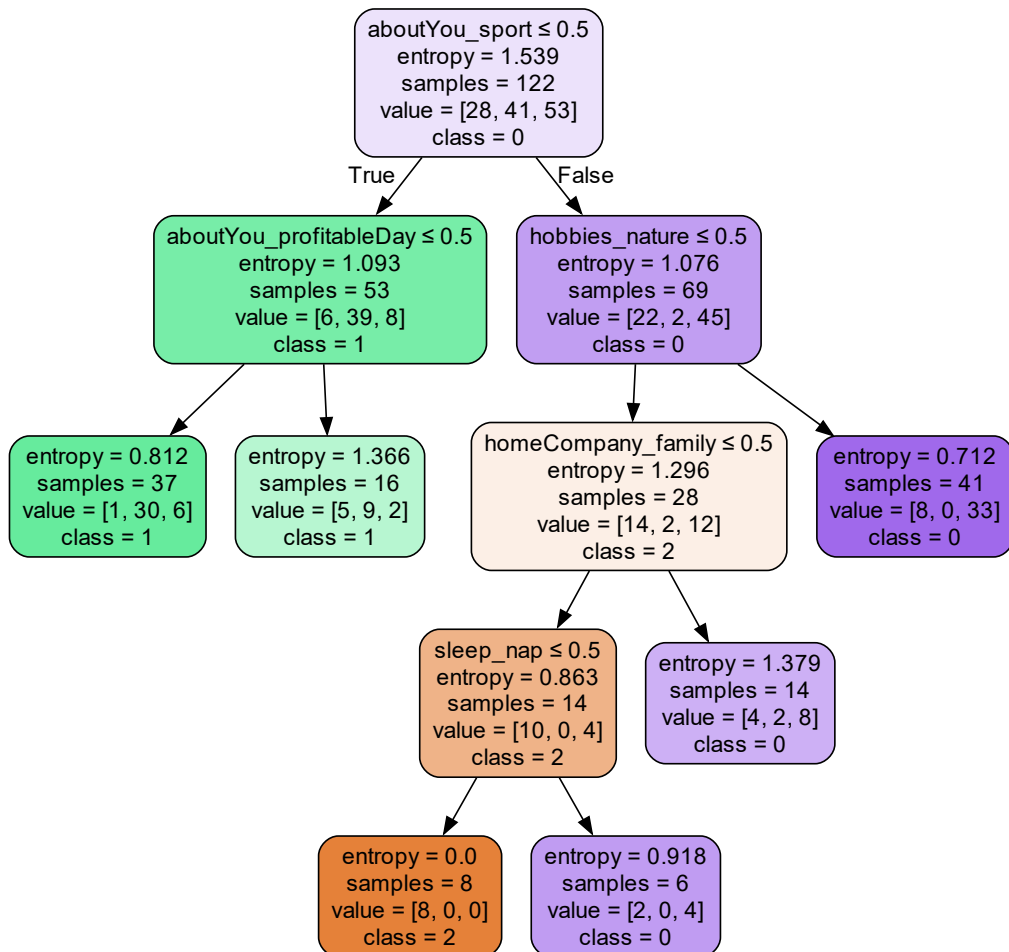 aboutYou_sport ≤ 0.5
entropy = 1.539
samples = 122
value = [28, 41, 53]
class = 0
True
False
aboutYou_profitableDay ≤ 0.5
entropy = 1.093
samples = 53
value = [6, 39, 8]
class = 1
hobbies_nature ≤ 0.5
entropy = 1.076
samples = 69
value = [22, 2, 45]
class = 0
entropy = 0.812
samples = 37
value = [1, 30, 6]
class = 1
entropy = 1.366
samples = 16
value = [5, 9, 2]
class = 1
homeCompany_family ≤ 0.5
entropy = 1.296
samples = 28
value = [14, 2, 12]
class = 2
entropy = 0.712
samples = 41
value = [8, 0, 33]
class = 0
sleep_nap ≤ 0.5
entropy = 0.863
samples = 14
value = [10, 0, 4]
class = 2
entropy = 1.379
samples = 14
value = [4, 2, 8]
class = 0
entropy = 0.0
samples = 8
value = [8, 0, 0]
class = 2
entropy = 0.918
samples = 6
value = [2, 0, 4]
class = 0